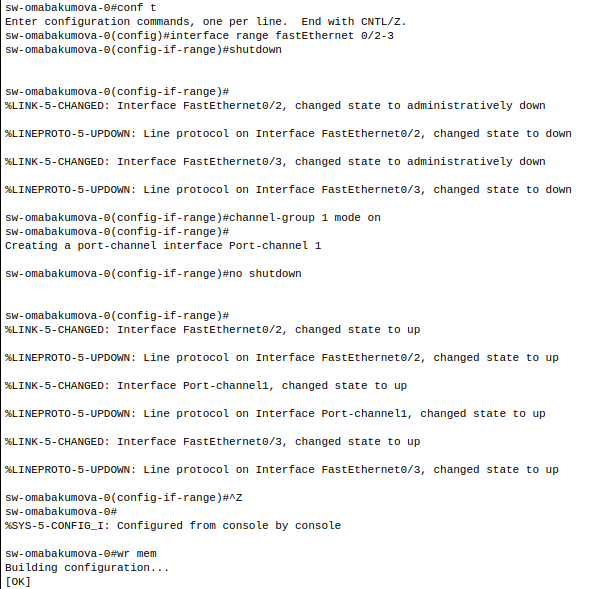 sw-omabakumova-0#conf t
Enter configuration commands, one per line.  End with CNTL/Z.
sw-omabakumova-0(config)#interface range fastEthernet 0/2-3
sw-omabakumova-0(config-if-range)#shutdown
sw-omabakumova-0(config-if-range)#
%LINK-5-CHANGED: Interface FastEthernet0/2, changed state to administratively down
%LINEPROTO-5-UPDOWN: Line protocol on Interface FastEthernet0/2, changed state to down
%LINK-5-CHANGED: Interface FastEthernet0/3, changed state to administratively down
%LINEPROTO-5-UPDOWN: Line protocol on Interface FastEthernet0/3, changed state to down
sw-omabakumova-0(config-if-range)#channel-group 1 mode on
sw-omabakumova-0(config-if-range)#
Creating a port-channel interface Port-channel 1
sw-omabakumova-0(config-if-range)#no shutdown
sw-omabakumova-0(config-if-range)#
%LINK-5-CHANGED: Interface FastEthernet0/2, changed state to up
%LINEPROTO-5-UPDOWN: Line protocol on Interface FastEthernet0/2, changed state to up
%LINK-5-CHANGED: Interface Port-channel1, changed state to up
%LINEPROTO-5-UPDOWN: Line protocol on Interface Port-channel1, changed state to up
%LINK-5-CHANGED: Interface FastEthernet0/3, changed state to up
%LINEPROTO-5-UPDOWN: Line protocol on Interface FastEthernet0/3, changed state to up
sw-omabakumova-0(config-if-range)#^Z
sw-omabakumova-0#
%SYS-5-CONFIG_I: Configured from console by console
sw-omabakumova-0#wr mem
Building configuration...
[OK]